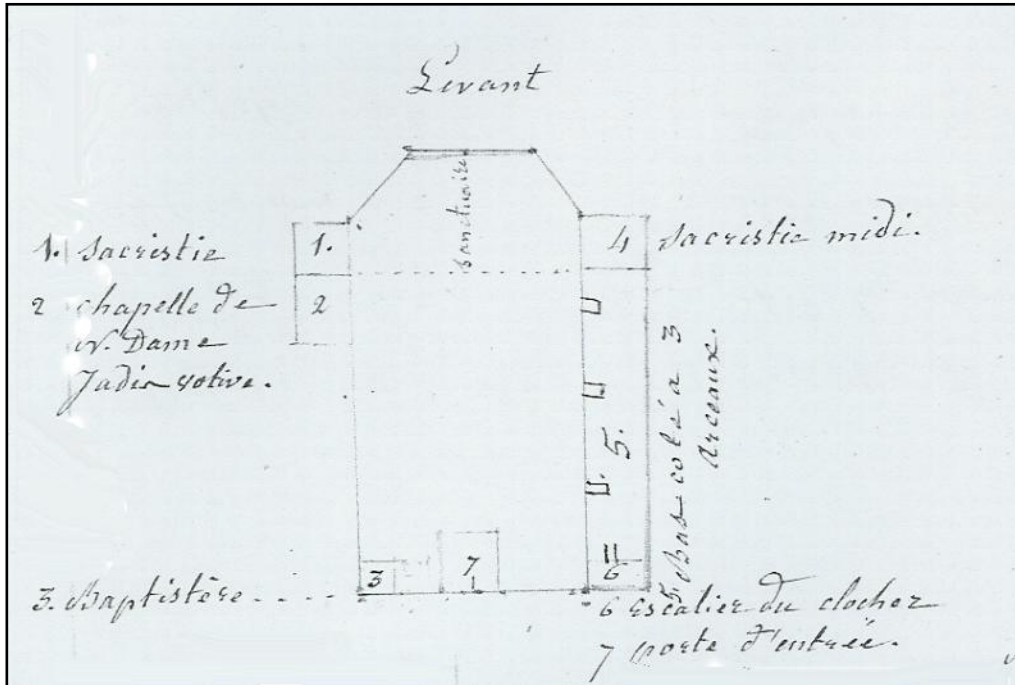 Levant
Sanctuaire
1. Sacristie
1.
4
Sacristie midi.
2 chapelle de
N. Dame
Jadis votive.
2
5.
5. Bas coté à 3
Arceaux.
3. Baptistère....
3
7
6
6 Escalier du clocher
7 porte d'entrée.